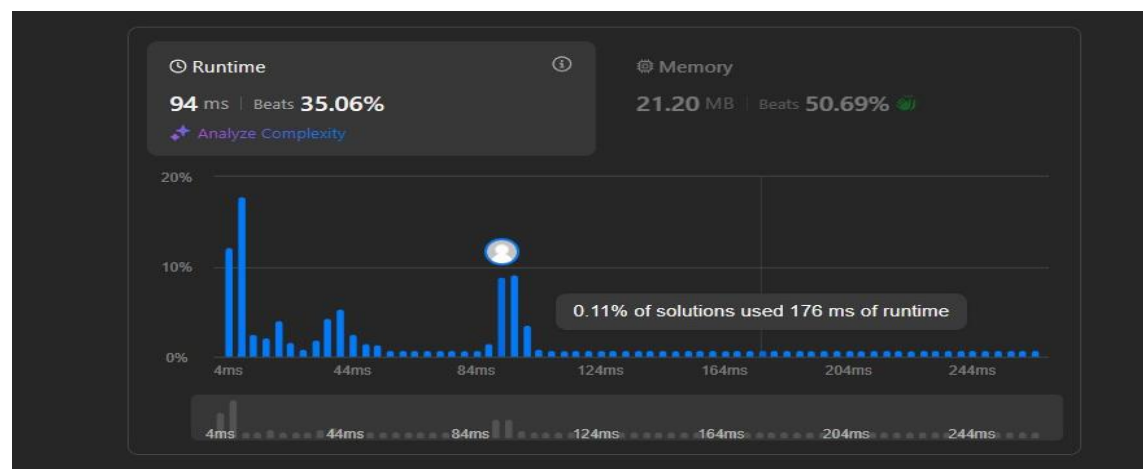 Runtime
94 ms | Beats 35.06%
Analyze Complexity
Memory
21.20 MB | Beats 50.69%
20%
10%
0%
0.11% of solutions used 176 ms of runtime
4ms 44ms 84ms 124ms 164ms 204ms 244ms
4ms 44ms 84ms 124ms 164ms 204ms 244ms